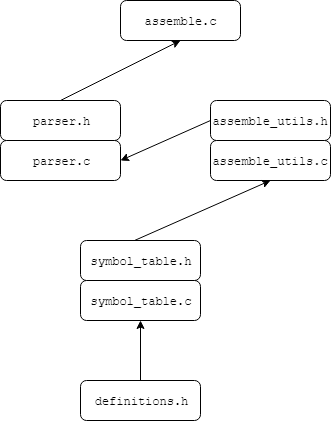 assemble.c
parser.h
assemble_utils.h
parser.c
assemble_utils.c
symbol_table.h
symbol_table.c
definitions.h